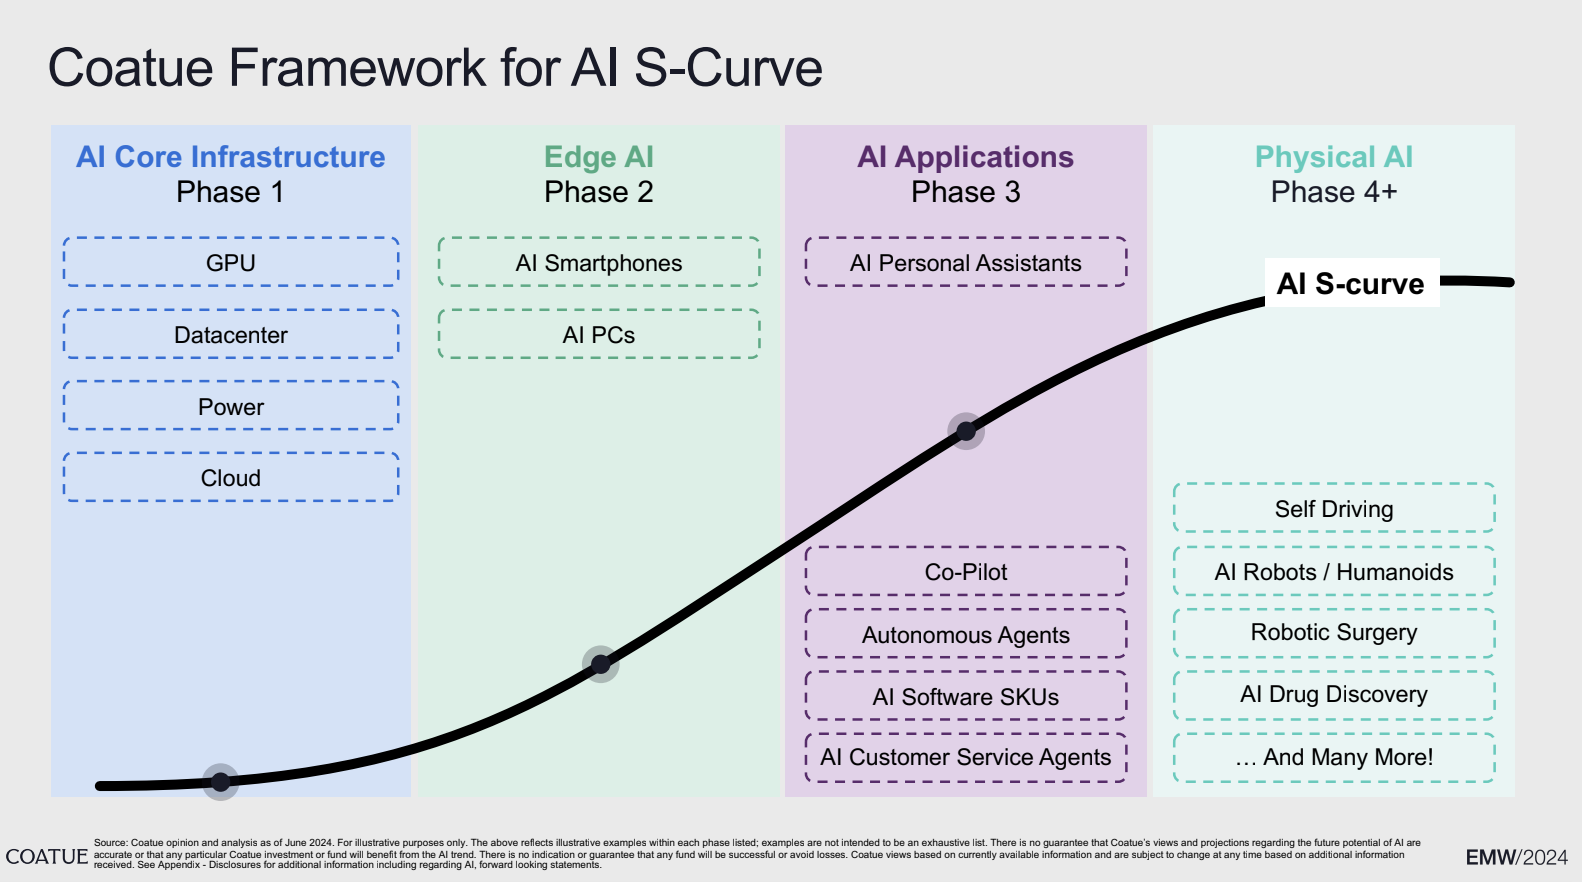 Coatue Framework for AI S-Curve
AI Core Infrastructure
Phase 1
GPU
Datacenter
Power
Cloud
Edge AI
Phase 2
AI Smartphones
AI PCs
AI Applications
Phase 3
AI Personal Assistants
Co-Pilot
Autonomous Agents
AI Software SKUs
AI Customer Service Agents
Physical AI
Phase 4+
AI S-curve
Self Driving
AI Robots / Humanoids
Robotic Surgery
AI Drug Discovery
… And Many More!
COATUE
Source: Coatue opinion and analysis as of June 2024. For illustrative purposes only. The above reflects illustrative examples within each phase listed; examples are not intended to be an exhaustive list. There is no guarantee that Coatue's views and projections regarding the future potential of AI are
accurate or that any particular Coatue investment or fund will benefit from the AI trend. There is no indication or guarantee that any fund will be successful or avoid losses. Coatue views based on currently available information and are subject to change at any time based on additional information
received. See Appendix - Disclosures for additional information including regarding AI, forward looking statements.
EMW/2024